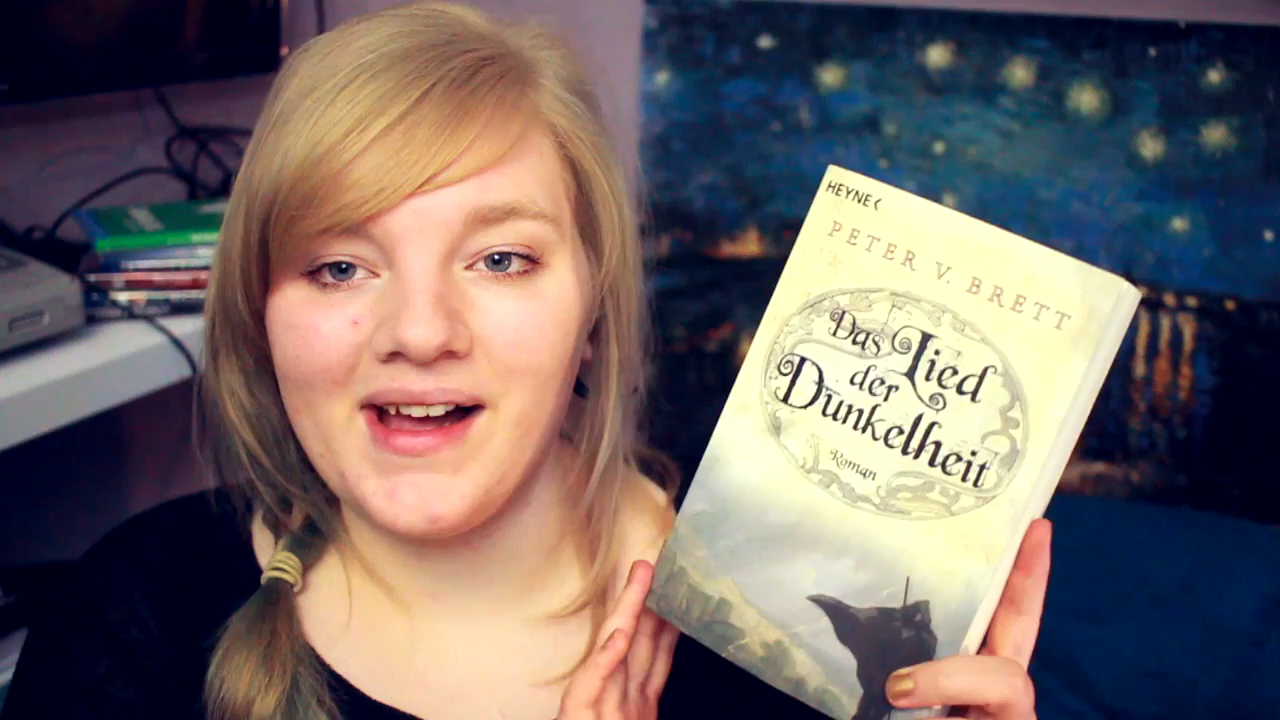 HEYNE <
PETER V. BRETT
Das Lied
der
Dunkelheit
Roman